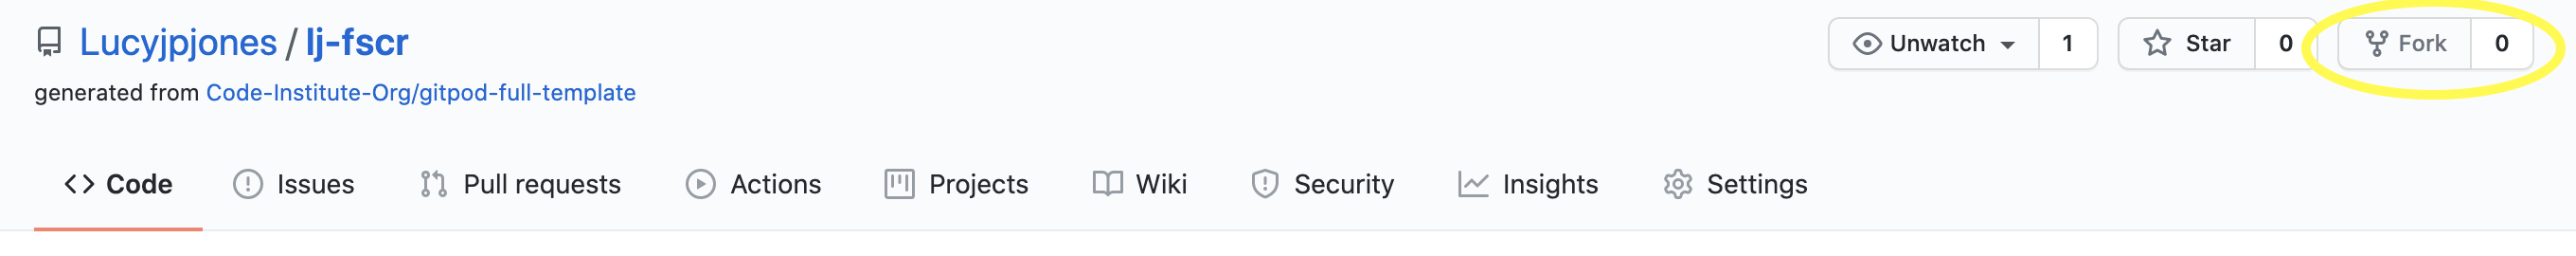 Lucyjpjones / lj-fscr
Unwatch 1 Star 0 Fork 0
generated from Code-Institute-Org/gitpod-full-template
Code Issues Pull requests Actions Projects Wiki Security Insights Settings